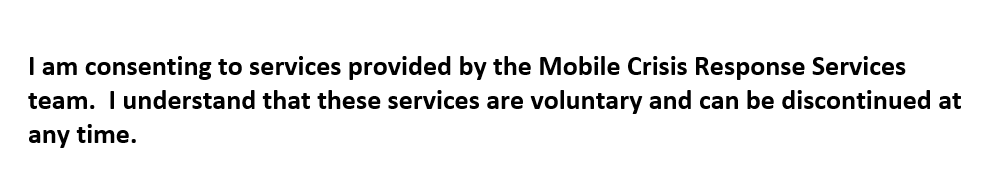 I am consenting to services provided by the Mobile Crisis Response Services
team.  I understand that these services are voluntary and can be discontinued at
any time.